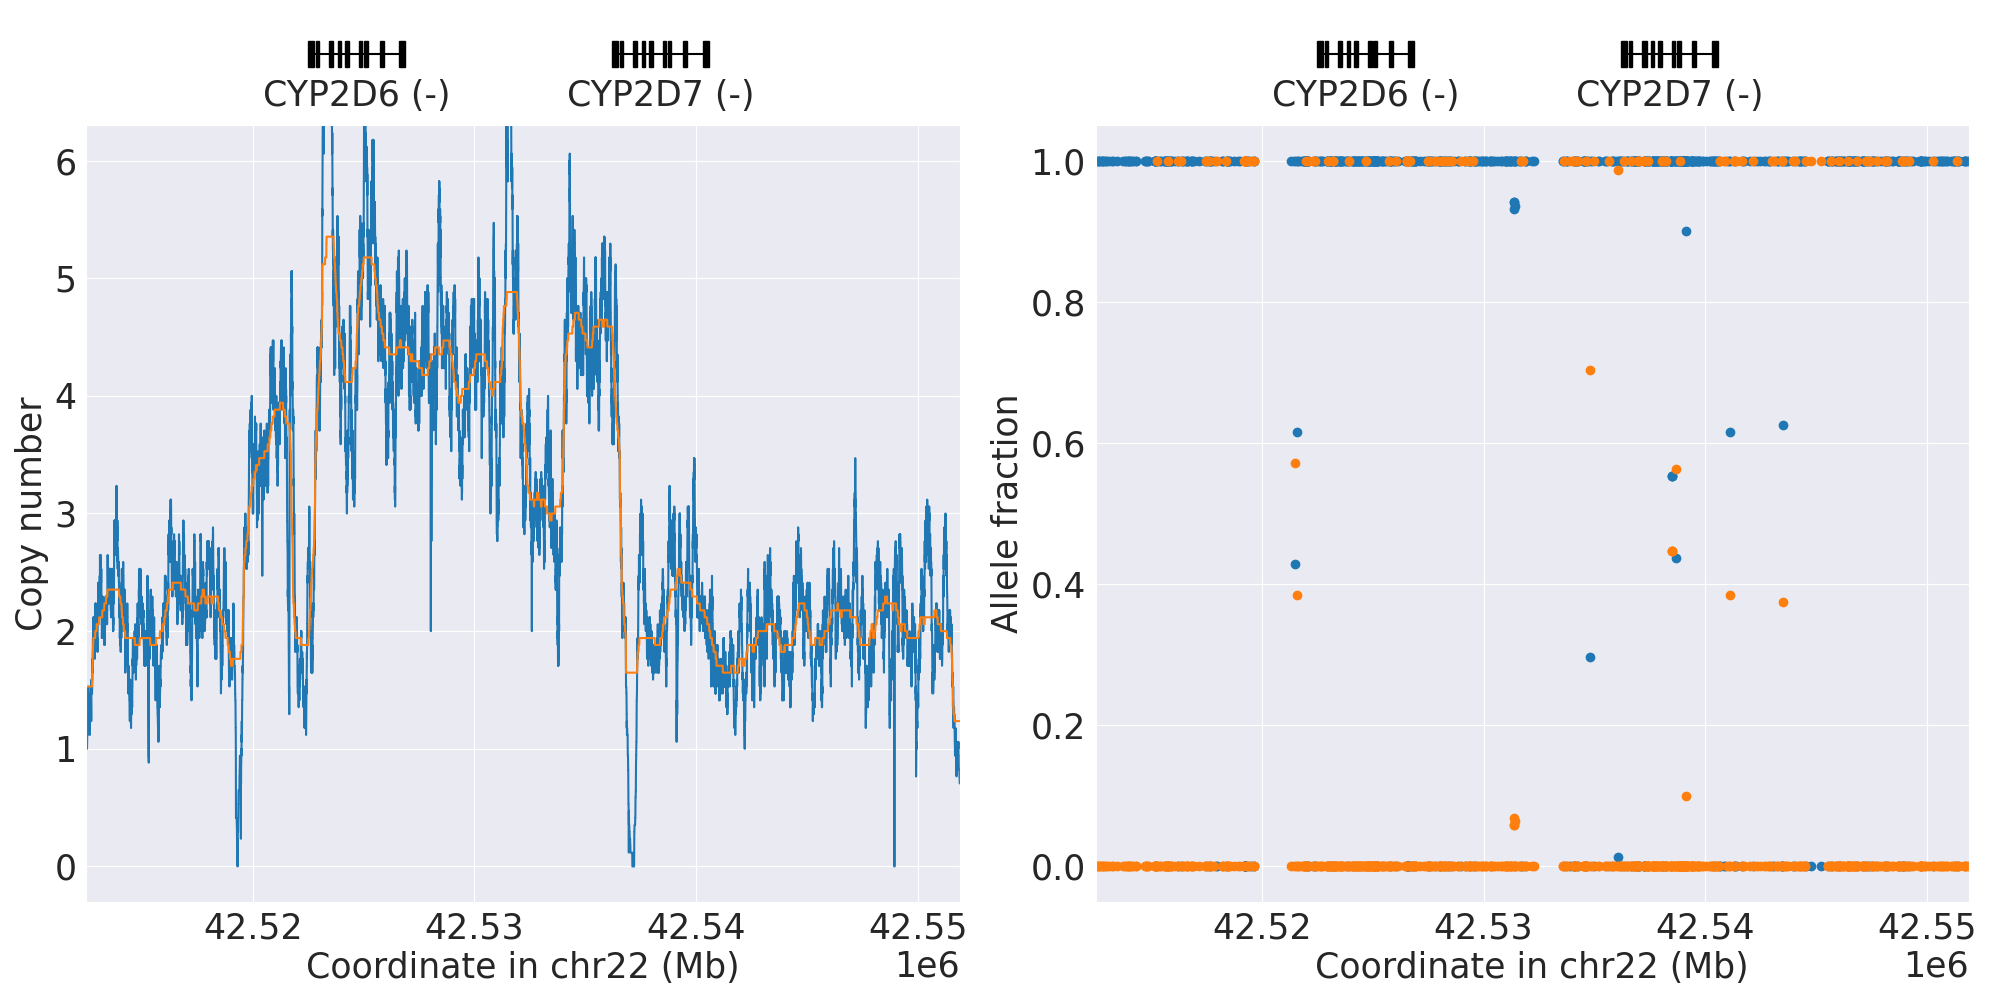 CYP2D6 (-) CYP2D7 (-)
6
5
4
3
2
1
0
Copy number
42.52 42.53 42.54 42.55
Coordinate in chr22 (Mb) 1e6
CYP2D6 (-) CYP2D7 (-)
1.0
0.8
0.6
0.4
0.2
0.0
Allele fraction
42.52 42.53 42.54 42.55
Coordinate in chr22 (Mb) 1e6